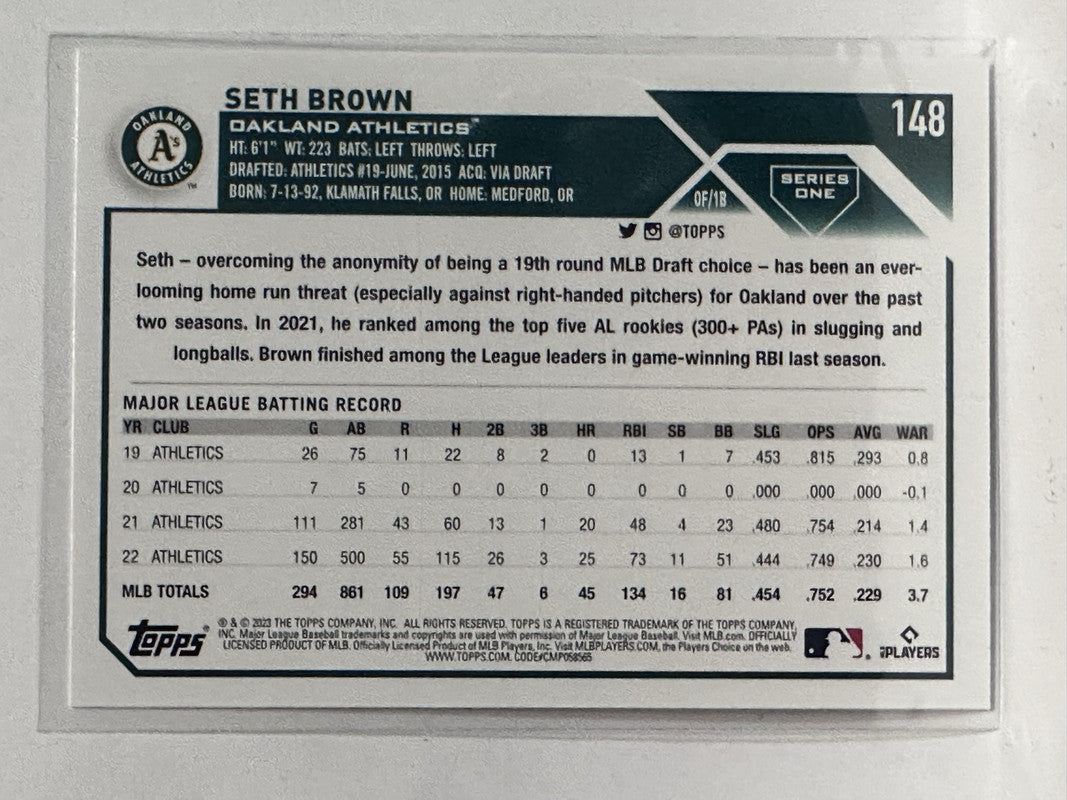 SETH BROWN
148
OAKLAND ATHLETICS™
HT: 6'1" WT: 223 BATS: LEFT THROWS: LEFT
DRAFTED: ATHLETICS #19-JUNE, 2015 ACQ: VIA DRAFT
BORN: 7-13-92, KLAMATH FALLS, OR HOME: MEDFORD, OR
OAKLAND
A's
ATHLETICS
™
OF/1B
SERIES
ONE
@TOPPS
Seth – overcoming the anonymity of being a 19th round MLB Draft choice – has been an ever-
looming home run threat (especially against right-handed pitchers) for Oakland over the past
two seasons. In 2021, he ranked among the top five AL rookies (300+ PAs) in slugging and
longballs. Brown finished among the League leaders in game-winning RBI last season.
MAJOR LEAGUE BATTING RECORD
YR CLUB G AB R H 2B 3B HR RBI SB BB SLG OPS AVG WAR
19 ATHLETICS 26 75 11 22 8 2 0 13 1 7 .453 .815 .293 0.8
20 ATHLETICS 7 5 0 0 0 0 0 0 0 0 .000 .000 .000 -0.1
21 ATHLETICS 111 281 43 60 13 1 20 48 4 23 .480 .754 .214 1.4
22 ATHLETICS 150 500 55 115 26 3 25 73 11 51 .444 .749 .230 1.6
MLB TOTALS 294 861 109 197 47 6 45 134 16 81 .454 .752 .229 3.7
topps®
® & © 2023 THE TOPPS COMPANY, INC. ALL RIGHTS RESERVED. TOPPS IS A REGISTERED TRADEMARK OF THE TOPPS COMPANY,
INC. Major League Baseball trademarks and copyrights are used with permission of Major League Baseball. Visit MLB.com. OFFICIALLY
LICENSED PRODUCT OF MLB. Officially Licensed Product of MLB Players, Inc. Visit MLBPLAYERS.COM, the Players Choice on the web.
WWW.TOPPS.COM. CODE#CMP058565
PLAYERS